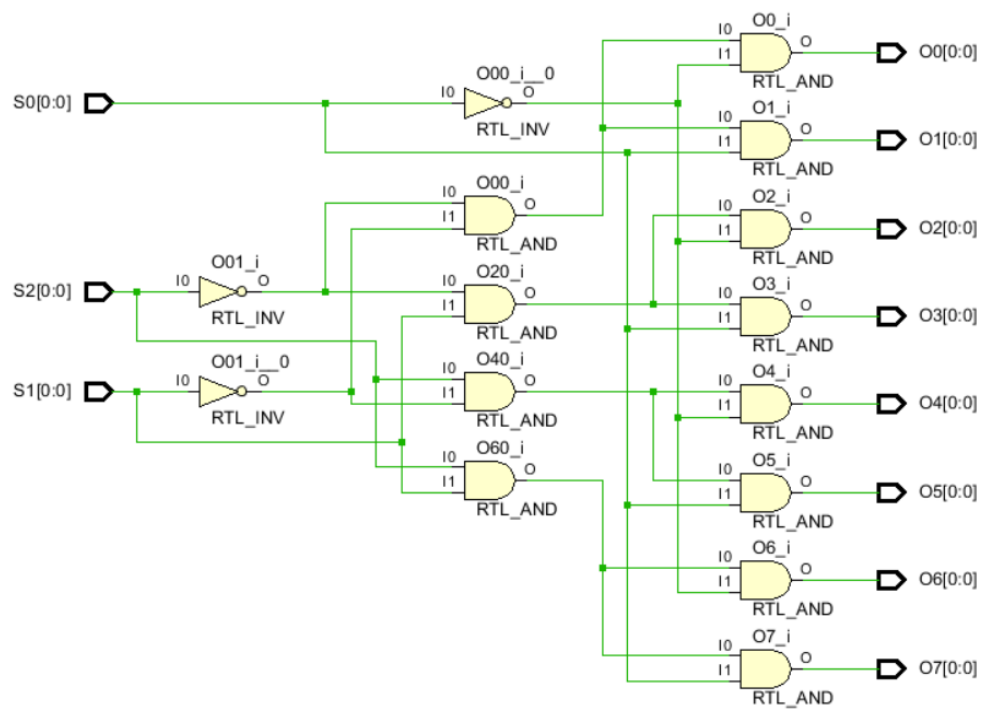 O0_i
I0
O
I1
O0[0:0]
RTL_AND
S0[0:0]
O00_i__0
I0
O
RTL_INV
O1_i
I0
O
I1
O1[0:0]
RTL_AND
O00_i
I0
O
I1
RTL_AND
O2_i
I0
O
I1
O2[0:0]
RTL_AND
S2[0:0]
O01_i
I0
O
RTL_INV
O20_i
I0
O
I1
RTL_AND
O3_i
I0
O
I1
O3[0:0]
RTL_AND
S1[0:0]
O01_i__0
I0
O
RTL_INV
O40_i
I0
O
I1
RTL_AND
O4_i
I0
O
I1
O4[0:0]
RTL_AND
O60_i
I0
O
I1
RTL_AND
O5_i
I0
O
I1
O5[0:0]
RTL_AND
O6_i
I0
O
I1
O6[0:0]
RTL_AND
O7_i
I0
O
I1
O7[0:0]
RTL_AND